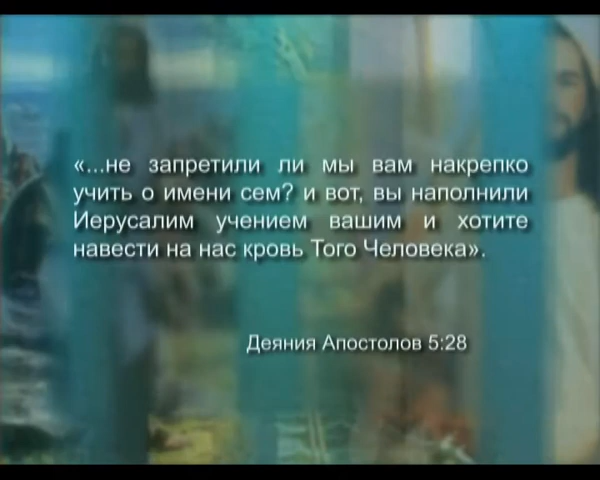 «...не запретили ли мы вам накрепко
учить о имени сем? и вот, вы наполнили
Иерусалим учением вашим и хотите
навести на нас кровь Того Человека».
Деяния Апостолов 5:28